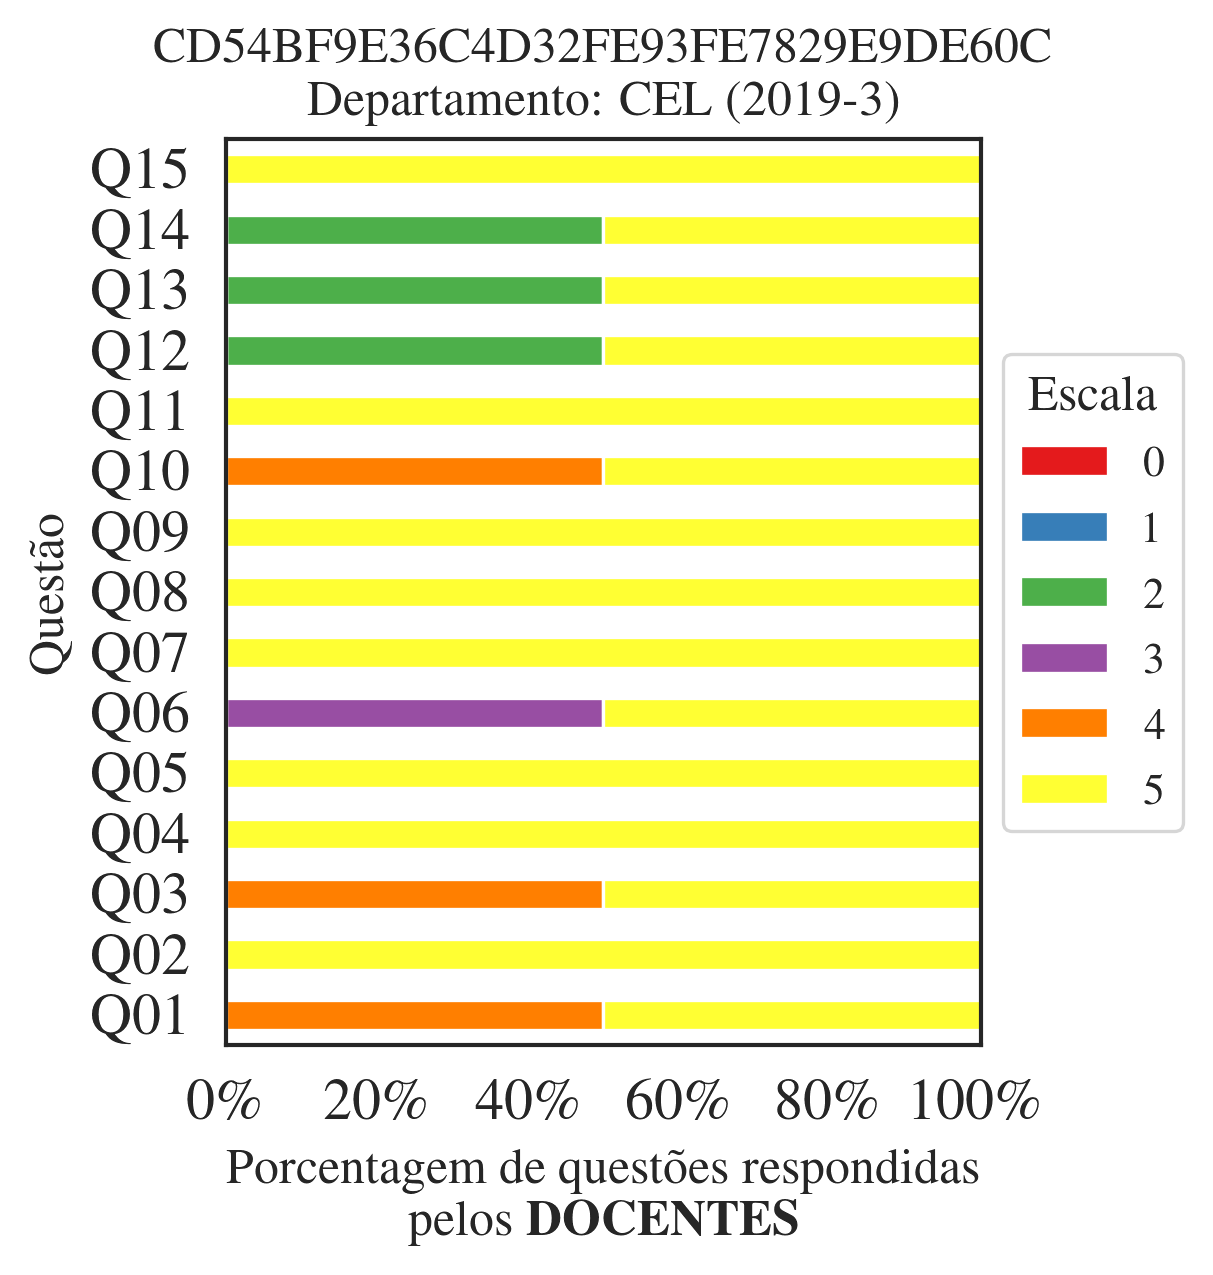 CD54BF9E36C4D32FE93FE7829E9DE60C
Departamento: CEL (2019-3)
Q15
Q14
Q13
Q12
Q11
Q10
Q09
Q08
Q07
Q06
Q05
Q04
Q03
Q02
Q01
Questão
0% 20% 40% 60% 80% 100%
Porcentagem de questões respondidas
pelos DOCENTES
Escala
0
1
2
3
4
5